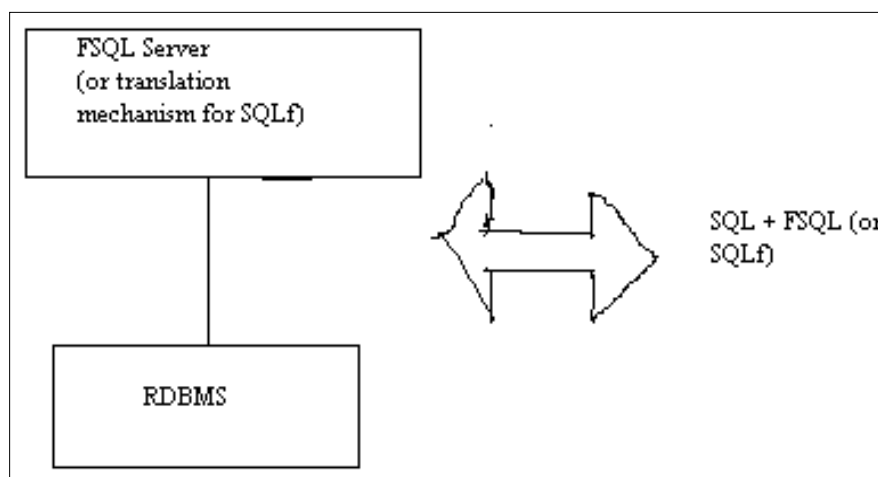 FSQL Server
(or translation
mechanism for SQLf)
SQL + FSQL (or
SQLf)
RDBMS